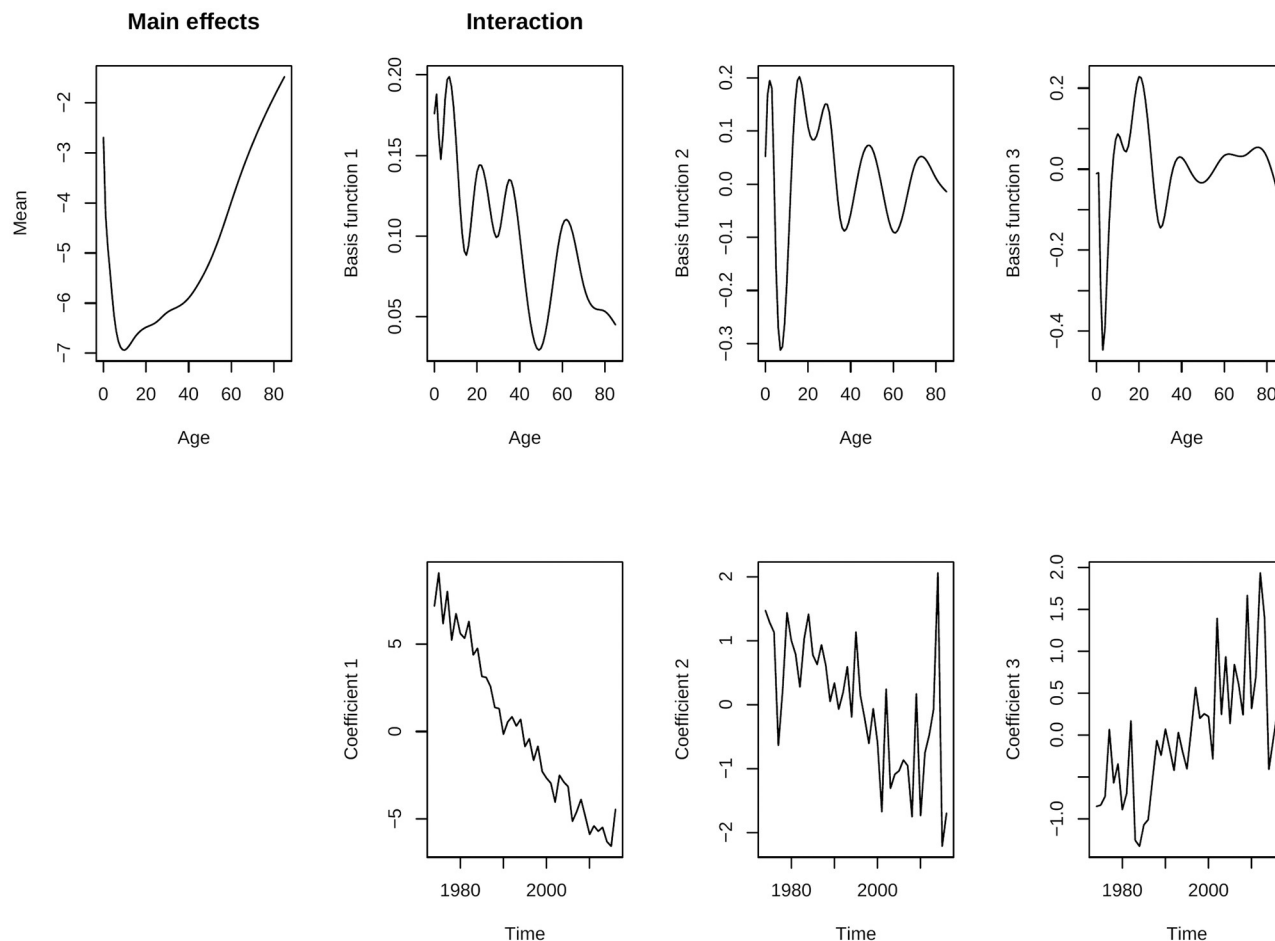 Main effects
Interaction
Mean
−2
−3
−4
−5
−6
−7
0 20 40 60 80
Age
Basis function 1
0.20
0.15
0.10
0.05
0 20 40 60 80
Age
Basis function 2
0.2
0.1
0.0
−0.1
−0.2
−0.3
0 20 40 60 80
Age
Basis function 3
0.2
0.0
−0.2
−0.4
0 20 40 60 80
Age
Coefficient 1
5
0
−5
1980 2000
Time
Coefficient 2
2
1
0
−1
−2
1980 2000
Time
Coefficient 3
2.0
1.5
1.0
0.5
0.0
−1.0
1980 2000
Time